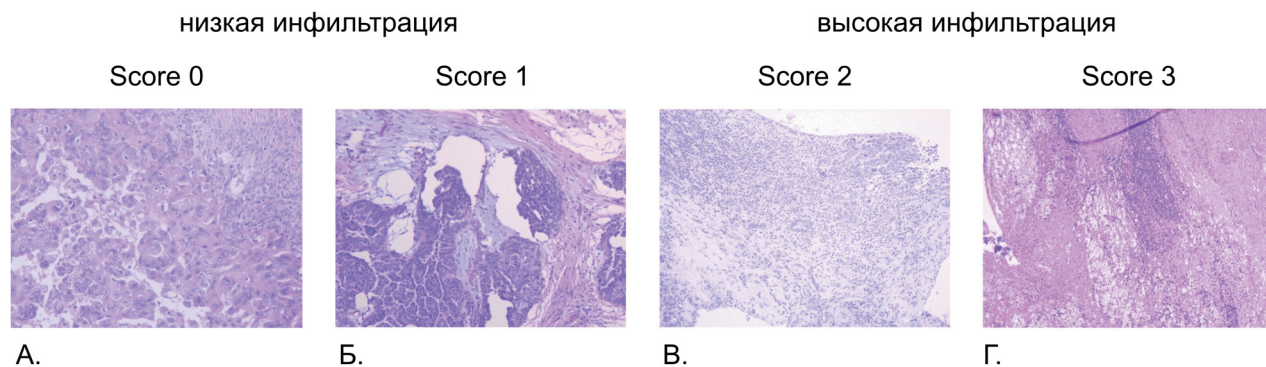 низкая инфильтрация высокая инфильтрация
Score 0 Score 1 Score 2 Score 3
А. Б. В. Г.